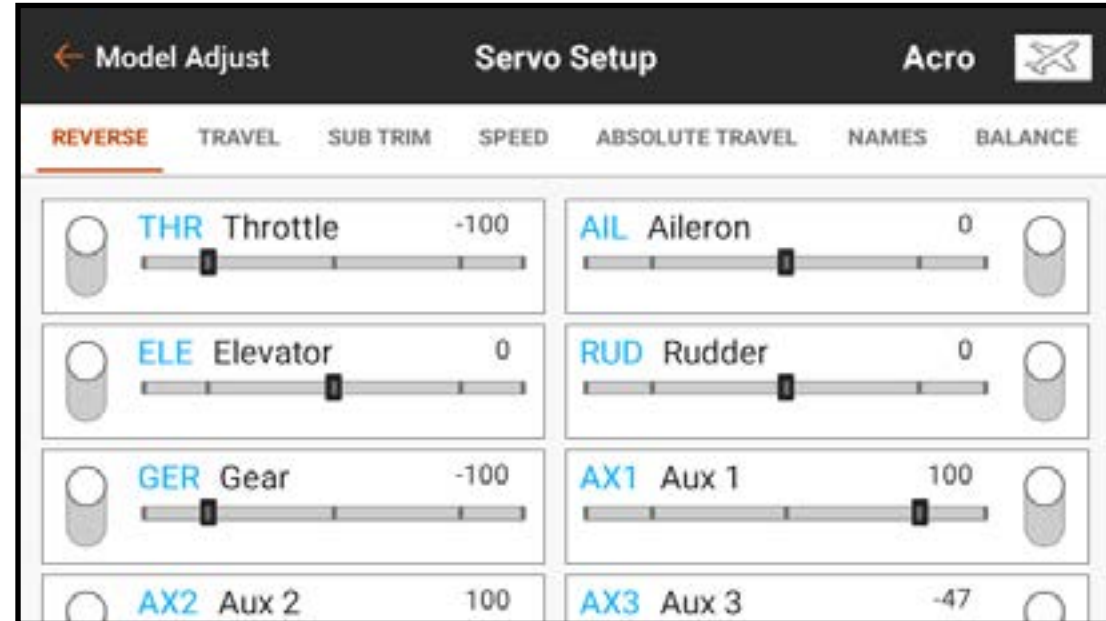 Model Adjust Servo Setup Acro
REVERSE TRAVEL SUB TRIM SPEED ABSOLUTE TRAVEL NAMES BALANCE
THR Throttle -100 AIL Aileron 0
ELE Elevator 0 RUD Rudder 0
GER Gear -100 AX1 Aux 1 100
AX2 Aux 2 100 AX3 Aux 3 -47